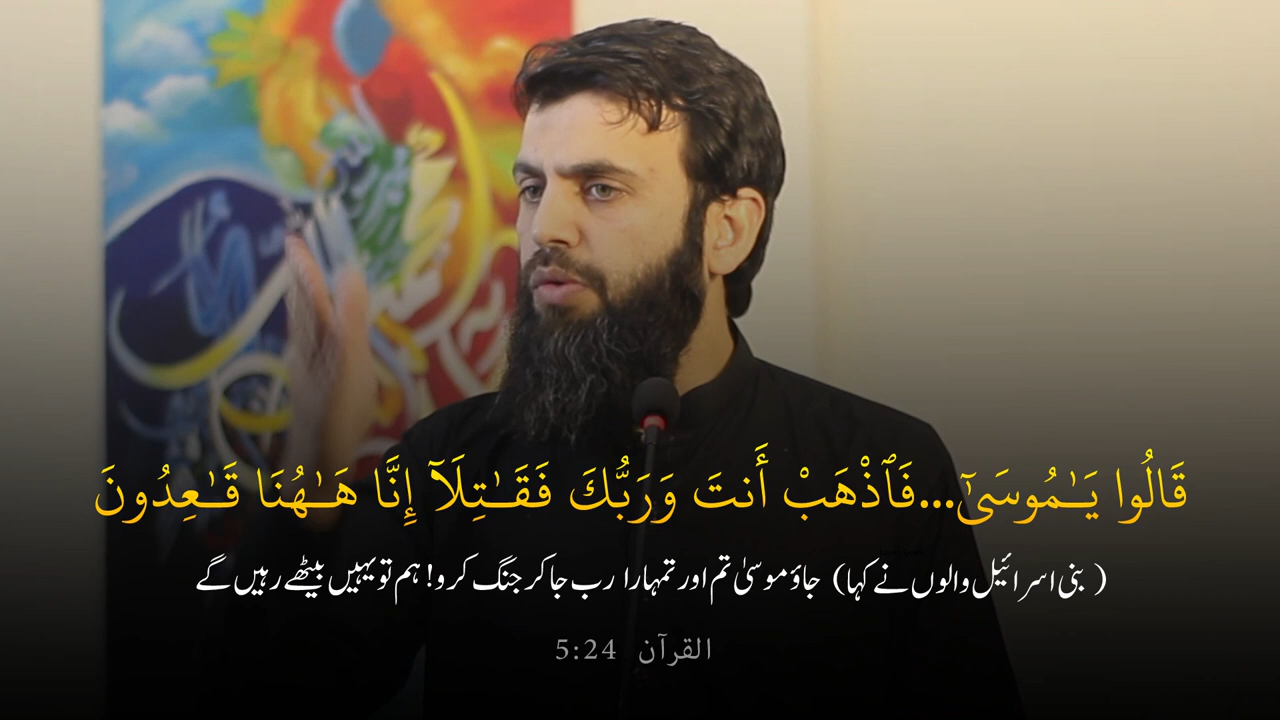 قَالُوا يَـٰمُوسَىٰٓ...فَٱذْهَبْ أَنتَ وَرَبُّكَ فَقَـٰتِلَآ إِنَّا هَـٰهُنَا قَـٰعِدُونَ
( بنی اسرائیل والوں نے کہا) جاؤ موسیٰ تم اور تمہارا رب جا کر جنگ کرو! ہم تو یہیں بیٹھے رہیں گے
القرآن 5:24